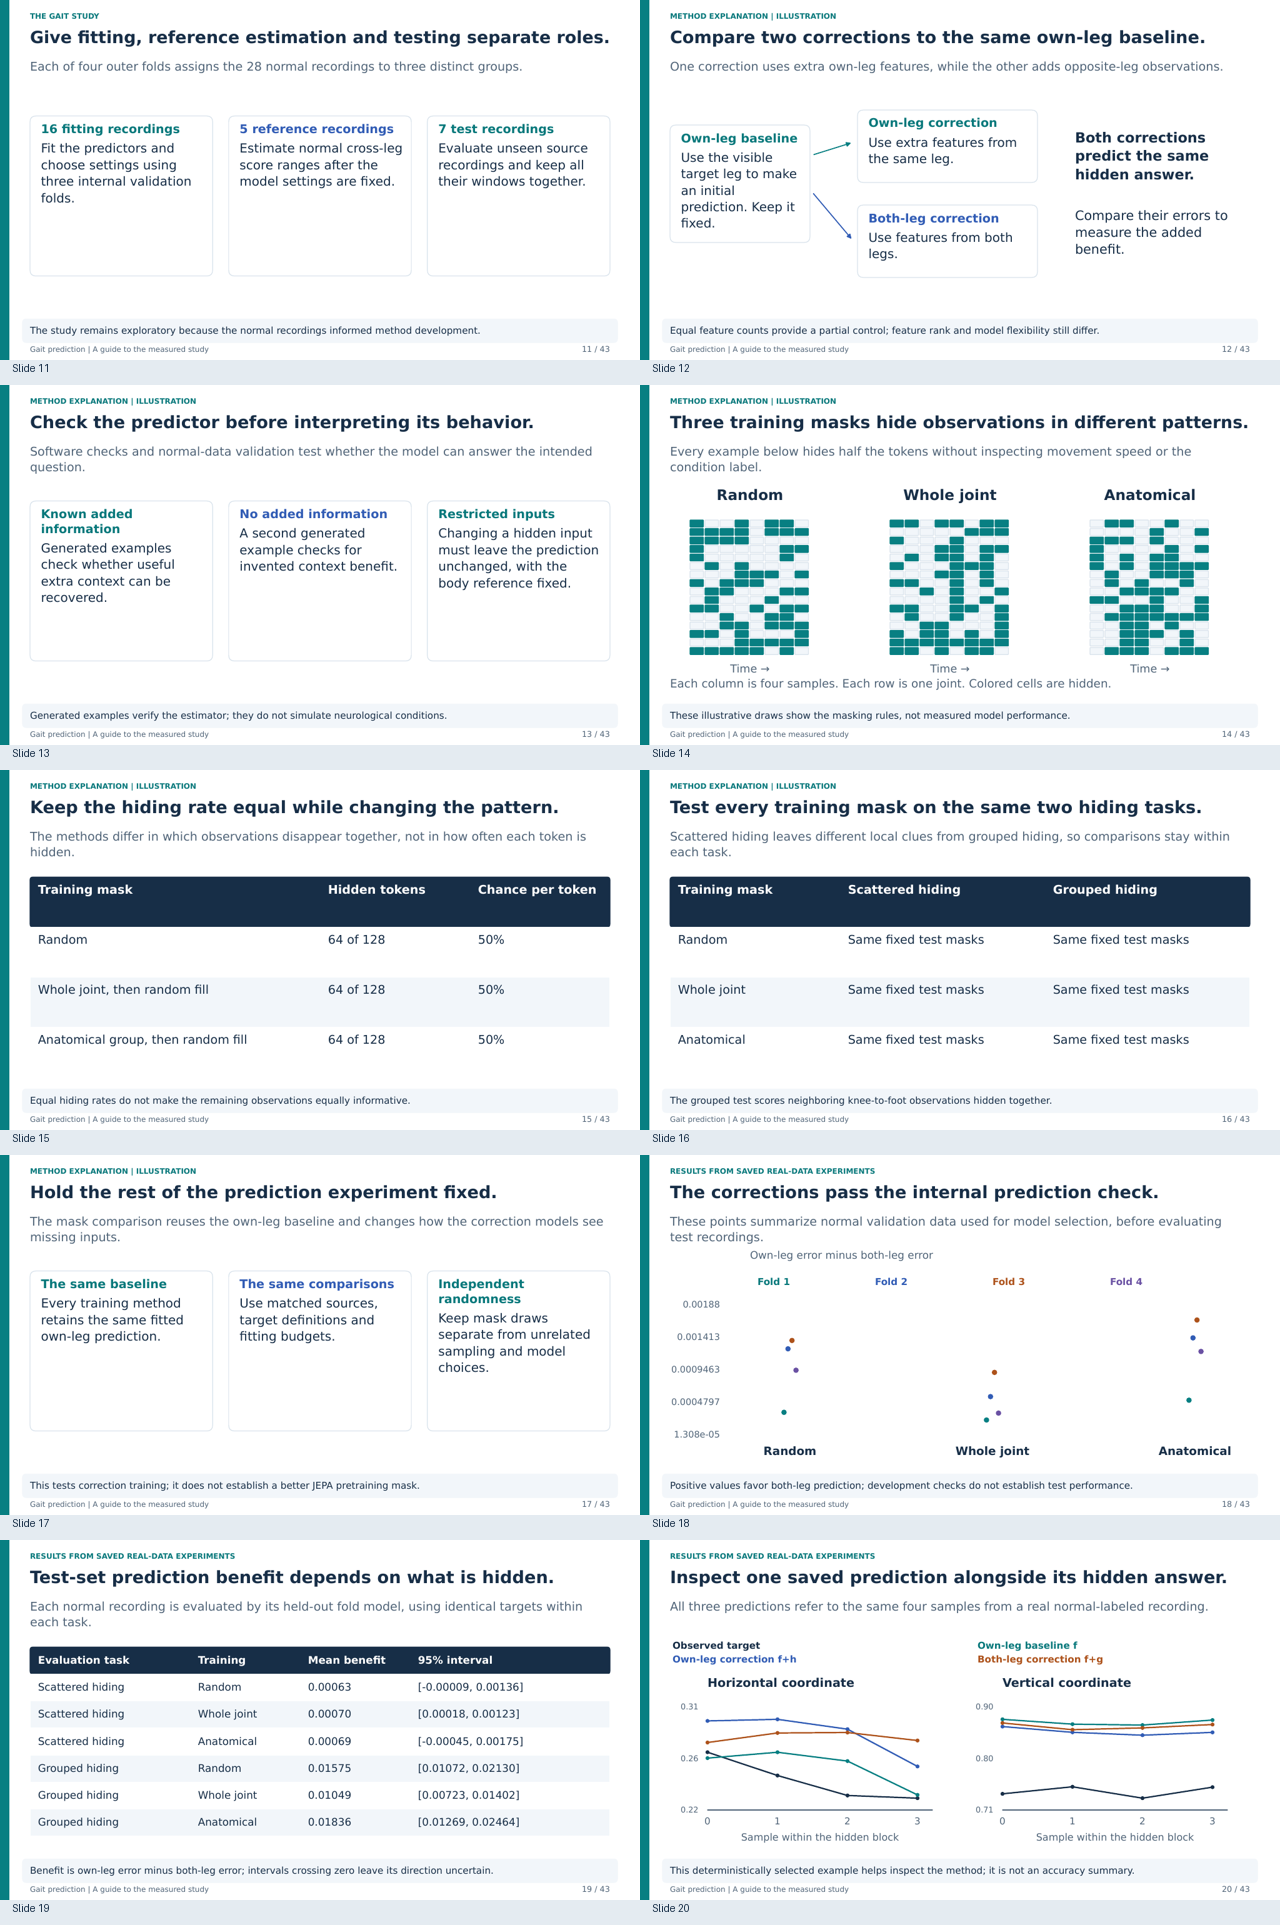 THE GAIT STUDY
Give fitting, reference estimation and testing separate roles.
Each of four outer folds assigns the 28 normal recordings to three distinct groups.
16 fitting recordings
Fit the predictors and
choose settings using
three internal validation
folds.
5 reference recordings
Estimate normal cross-leg
score ranges after the
model settings are fixed.
7 test recordings
Evaluate unseen source
recordings and keep all
their windows together.
The study remains exploratory because the normal recordings informed method development.
Gait prediction | A guide to the measured study
11 / 43
Slide 11
METHOD EXPLANATION | ILLUSTRATION
Compare two corrections to the same own-leg baseline.
One correction uses extra own-leg features, while the other adds opposite-leg observations.
Own-leg baseline
Use the visible
target leg to make
an initial
prediction. Keep it
fixed.
Own-leg correction
Use extra features from
the same leg.
Both-leg correction
Use features from both
legs.
Both corrections
predict the same
hidden answer.
Compare their errors to
measure the added
benefit.
Equal feature counts provide a partial control; feature rank and model flexibility still differ.
Gait prediction | A guide to the measured study
12 / 43
Slide 12
METHOD EXPLANATION | ILLUSTRATION
Check the predictor before interpreting its behavior.
Software checks and normal-data validation test whether the model can answer the intended
question.
Known added
information
Generated examples
check whether useful
extra context can be
recovered.
No added information
A second generated
example checks for
invented context benefit.
Restricted inputs
Changing a hidden input
must leave the prediction
unchanged, with the
body reference fixed.
Generated examples verify the estimator; they do not simulate neurological conditions.
Gait prediction | A guide to the measured study
13 / 43
Slide 13
METHOD EXPLANATION | ILLUSTRATION
Three training masks hide observations in different patterns.
Every example below hides half the tokens without inspecting movement speed or the
condition label.
Random
Whole joint
Anatomical
Time →
Time →
Time →
Each column is four samples. Each row is one joint. Colored cells are hidden.
These illustrative draws show the masking rules, not measured model performance.
Gait prediction | A guide to the measured study
14 / 43
Slide 14
METHOD EXPLANATION | ILLUSTRATION
Keep the hiding rate equal while changing the pattern.
The methods differ in which observations disappear together, not in how often each token is
hidden.
Training mask Hidden tokens Chance per token
Random 64 of 128 50%
Whole joint, then random fill 64 of 128 50%
Anatomical group, then random fill 64 of 128 50%
Equal hiding rates do not make the remaining observations equally informative.
Gait prediction | A guide to the measured study
15 / 43
Slide 15
METHOD EXPLANATION | ILLUSTRATION
Test every training mask on the same two hiding tasks.
Scattered hiding leaves different local clues from grouped hiding, so comparisons stay within
each task.
Training mask Scattered hiding Grouped hiding
Random Same fixed test masks Same fixed test masks
Whole joint Same fixed test masks Same fixed test masks
Anatomical Same fixed test masks Same fixed test masks
The grouped test scores neighboring knee-to-foot observations hidden together.
Gait prediction | A guide to the measured study
16 / 43
Slide 16
METHOD EXPLANATION | ILLUSTRATION
Hold the rest of the prediction experiment fixed.
The mask comparison reuses the own-leg baseline and changes how the correction models see
missing inputs.
The same baseline
Every training method
retains the same fitted
own-leg prediction.
The same comparisons
Use matched sources,
target definitions and
fitting budgets.
Independent
randomness
Keep mask draws
separate from unrelated
sampling and model
choices.
This tests correction training; it does not establish a better JEPA pretraining mask.
Gait prediction | A guide to the measured study
17 / 43
Slide 17
RESULTS FROM SAVED REAL-DATA EXPERIMENTS
The corrections pass the internal prediction check.
These points summarize normal validation data used for model selection, before evaluating
test recordings.
Own-leg error minus both-leg error
Fold 1 Fold 2 Fold 3 Fold 4
0.00188
0.001413
0.0009463
0.0004797
1.308e-05
Random Whole joint Anatomical
Positive values favor both-leg prediction; development checks do not establish test performance.
Gait prediction | A guide to the measured study
18 / 43
Slide 18
RESULTS FROM SAVED REAL-DATA EXPERIMENTS
Test-set prediction benefit depends on what is hidden.
Each normal recording is evaluated by its held-out fold model, using identical targets within
each task.
Evaluation task Training Mean benefit 95% interval
Scattered hiding Random 0.00063 [-0.00009, 0.00136]
Scattered hiding Whole joint 0.00070 [0.00018, 0.00123]
Scattered hiding Anatomical 0.00069 [-0.00045, 0.00175]
Grouped hiding Random 0.01575 [0.01072, 0.02130]
Grouped hiding Whole joint 0.01049 [0.00723, 0.01402]
Grouped hiding Anatomical 0.01836 [0.01269, 0.02464]
Benefit is own-leg error minus both-leg error; intervals crossing zero leave its direction uncertain.
Gait prediction | A guide to the measured study
19 / 43
Slide 19
RESULTS FROM SAVED REAL-DATA EXPERIMENTS
Inspect one saved prediction alongside its hidden answer.
All three predictions refer to the same four samples from a real normal-labeled recording.
Observed target
Own-leg correction f+h
Own-leg baseline f
Both-leg correction f+g
Horizontal coordinate
0.31
0.26
0.22
0 1 2 3
Sample within the hidden block
Vertical coordinate
0.90
0.80
0.71
0 1 2 3
Sample within the hidden block
This deterministically selected example helps inspect the method; it is not an accuracy summary.
Gait prediction | A guide to the measured study
20 / 43
Slide 20